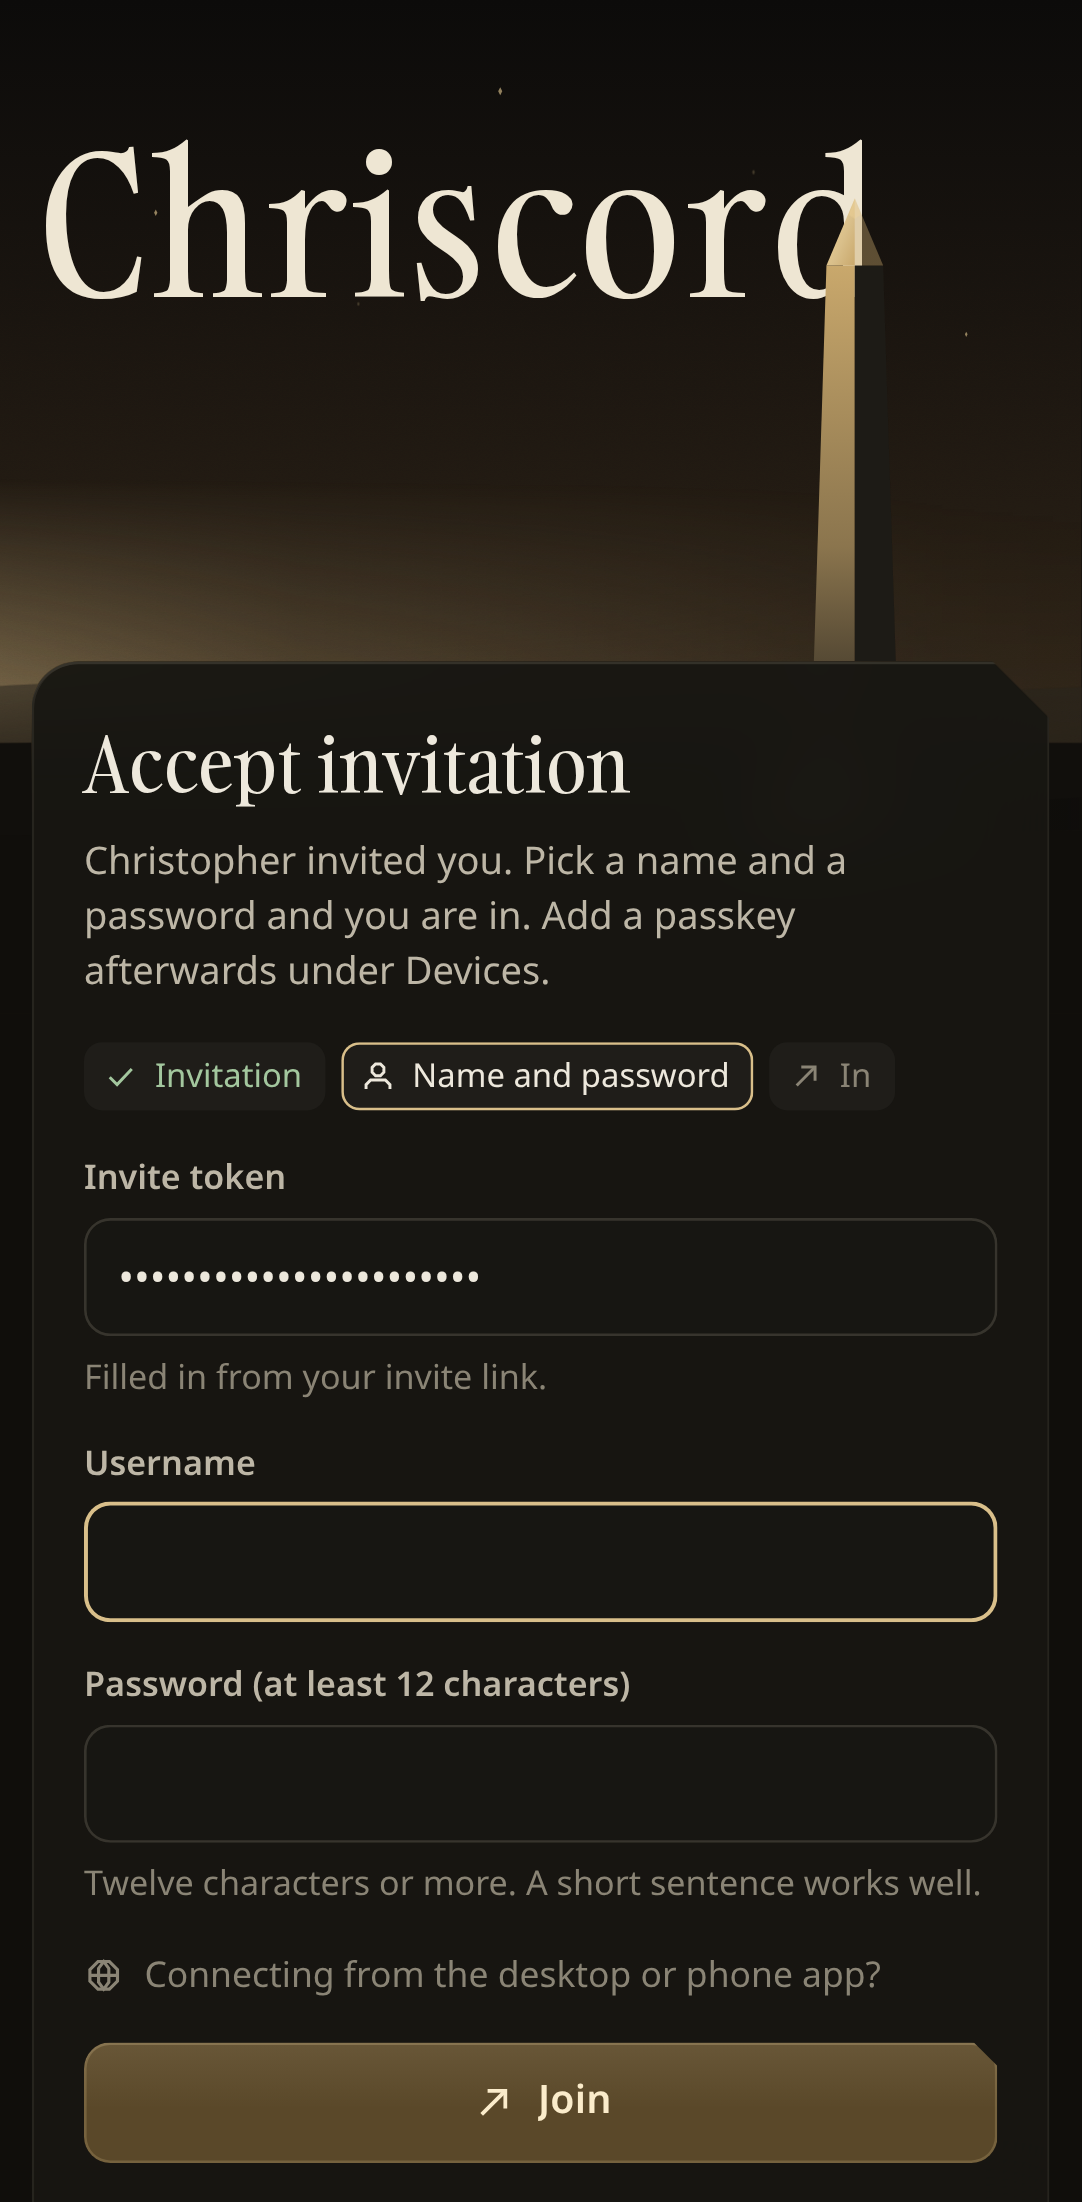 Chriscord
Accept invitation
Christopher invited you. Pick a name and a
password and you are in. Add a passkey
afterwards under Devices.
Invitation
Name and password
In
Invite token
•••••••••••••••••••••••
Filled in from your invite link.
Username
Password (at least 12 characters)
Twelve characters or more. A short sentence works well.
Connecting from the desktop or phone app?
Join